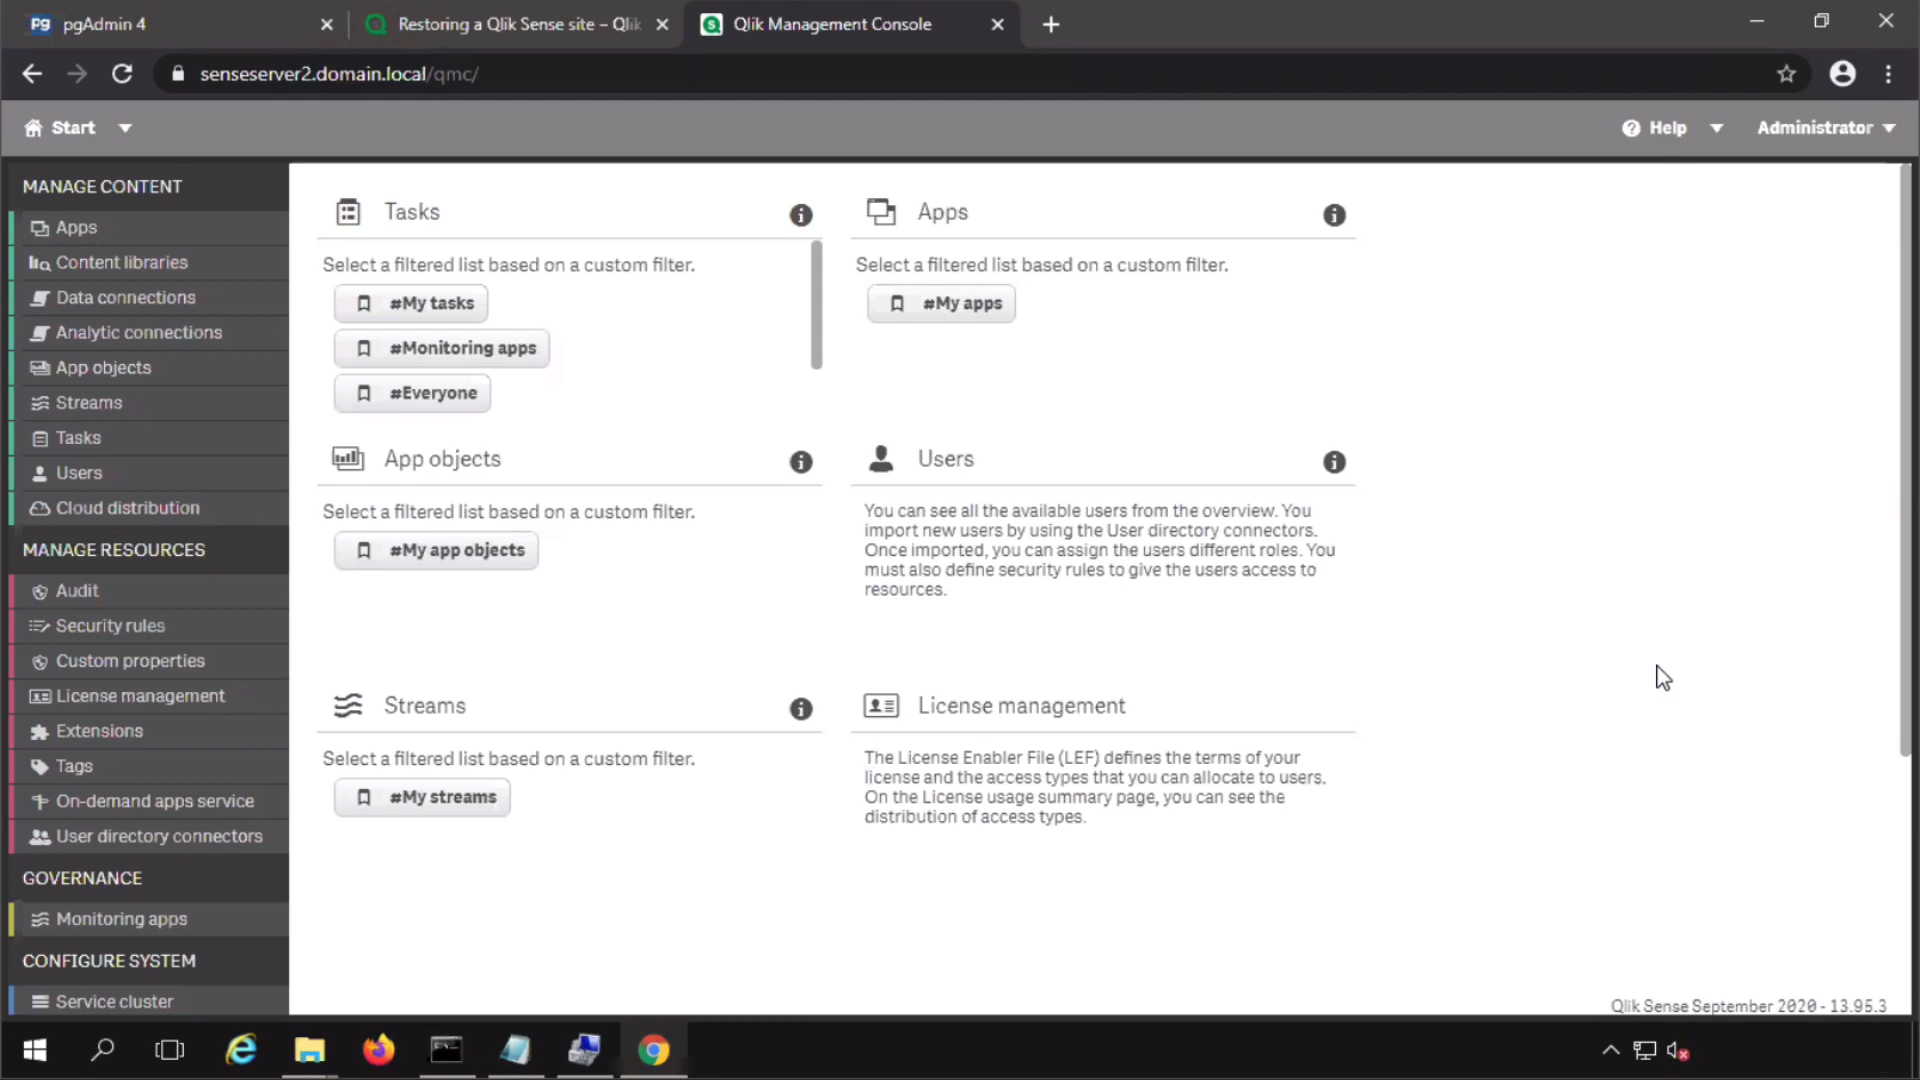 pgAdmin 4
Restoring a Qlik Sense site – Qlik
Qlik Management Console
senseserver2.domain.local/qmc/
Start
Help
Administrator
MANAGE CONTENT
Apps
Content libraries
Data connections
Analytic connections
App objects
Streams
Tasks
Users
Cloud distribution
MANAGE RESOURCES
Audit
Security rules
Custom properties
License management
Extensions
Tags
On-demand apps service
User directory connectors
GOVERNANCE
Monitoring apps
CONFIGURE SYSTEM
Service cluster
Tasks
Select a filtered list based on a custom filter.
#My tasks
#Monitoring apps
#Everyone
Apps
Select a filtered list based on a custom filter.
#My apps
App objects
Select a filtered list based on a custom filter.
#My app objects
Users
You can see all the available users from the overview. You
import new users by using the User directory connectors.
Once imported, you can assign the users different roles. You
must also define security rules to give the users access to
resources.
Streams
Select a filtered list based on a custom filter.
#My streams
License management
The License Enabler File (LEF) defines the terms of your
license and the access types that you can allocate to users.
On the License usage summary page, you can see the
distribution of access types.
Qlik Sense September 2020 - 13.95.3